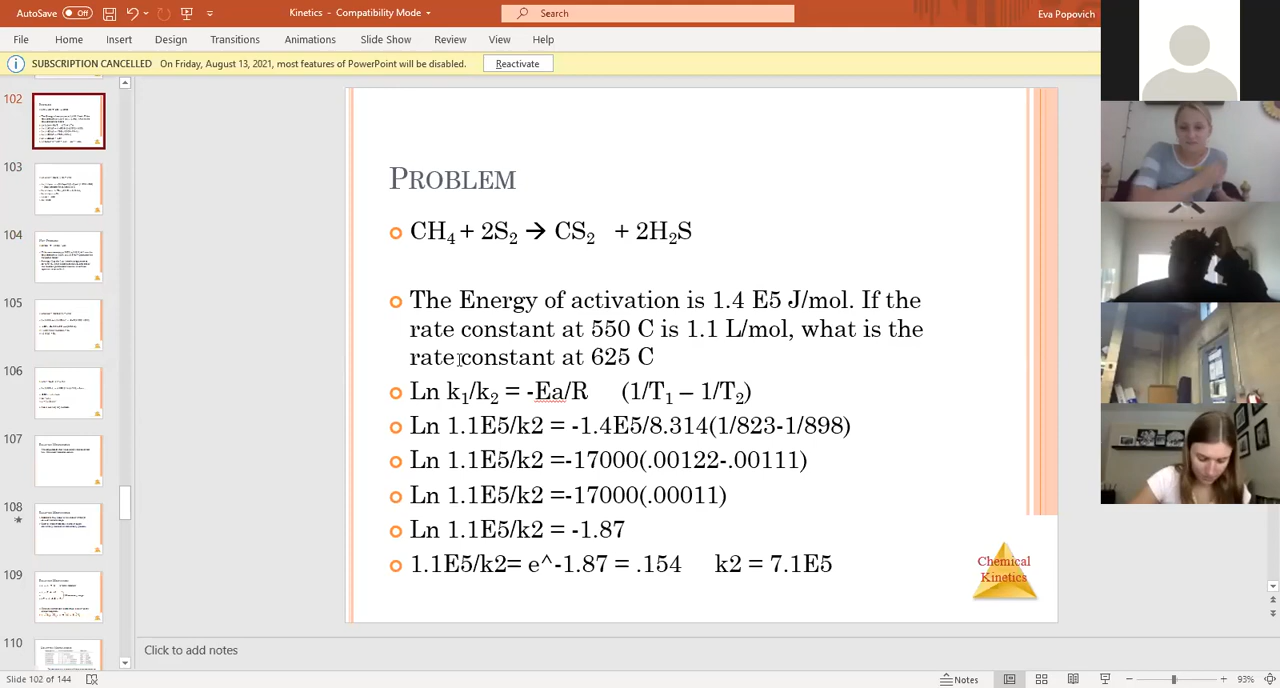 AutoSave Off
Kinetics - Compatibility Mode
Search
Eva Popovich
File Home Insert Design Transitions Animations Slide Show Review View Help
SUBSCRIPTION CANCELLED On Friday, August 13, 2021, most features of PowerPoint will be disabled. Reactivate
102
103
104
105
106
107
108
109
110
PROBLEM
CH₄ + 2S₂ → CS₂ + 2H₂S
The Energy of activation is 1.4 E5 J/mol. If the
rate constant at 550 C is 1.1 L/mol, what is the
rate constant at 625 C
Ln k₁/k₂ = -Ea/R (1/T₁ – 1/T₂)
Ln 1.1E5/k2 = -1.4E5/8.314(1/823-1/898)
Ln 1.1E5/k2 =-17000(.00122-.00111)
Ln 1.1E5/k2 =-17000(.00011)
Ln 1.1E5/k2 = -1.87
1.1E5/k2= e^-1.87 = .154 k2 = 7.1E5
Chemical
Kinetics
Click to add notes
Slide 102 of 144
Notes
93%